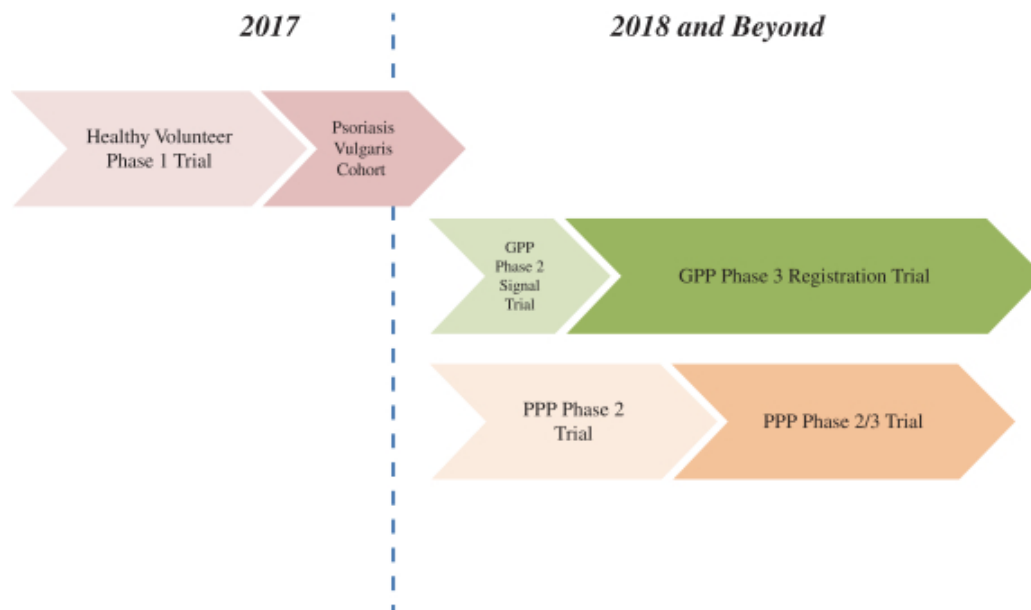 2017
2018 and Beyond
Healthy Volunteer
Phase 1 Trial
Psoriasis
Vulgaris
Cohort
GPP
Phase 2
Signal
Trial
GPP Phase 3 Registration Trial
PPP Phase 2
Trial
PPP Phase 2/3 Trial